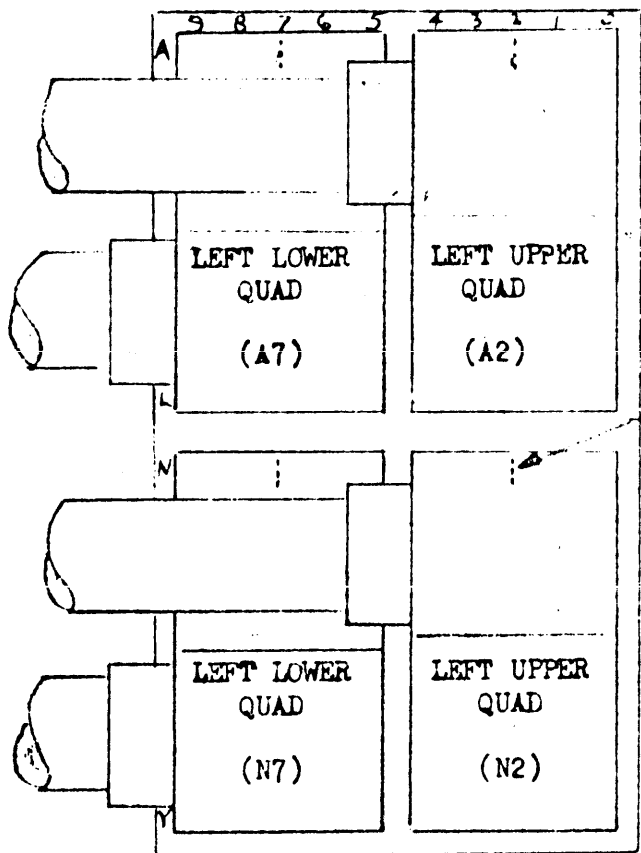 9 8 7 6 5 4 3 2 1 0
A
LEFT LOWER
QUAD
(A7)
LEFT UPPER
QUAD
(A2)
L
N
LEFT LOWER
QUAD
(N7)
LEFT UPPER
QUAD
(N2)
Y